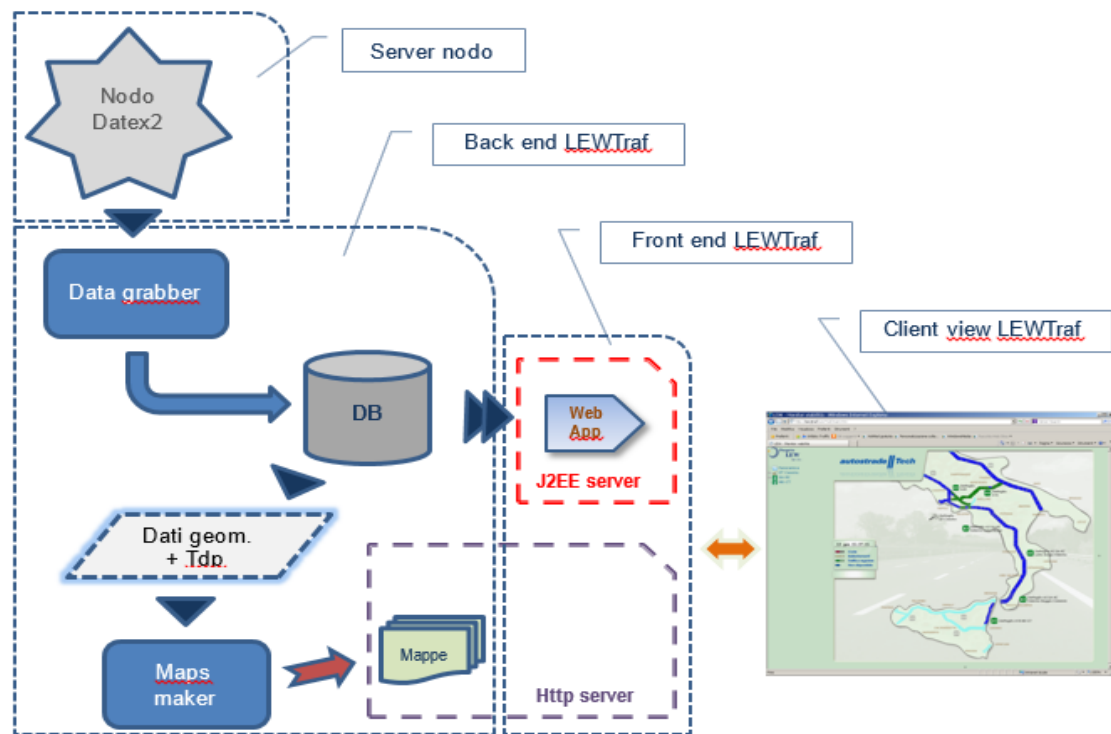 Server nodo
Nodo
Datex2
Back end LEWTraf
Front end LEWTraf
Data grabber
Client view LEWTraf
DB
Web
App
J2EE server
autostrade Tech
Dati geom.
+ Tdp
Mappe
Maps
maker
Http server